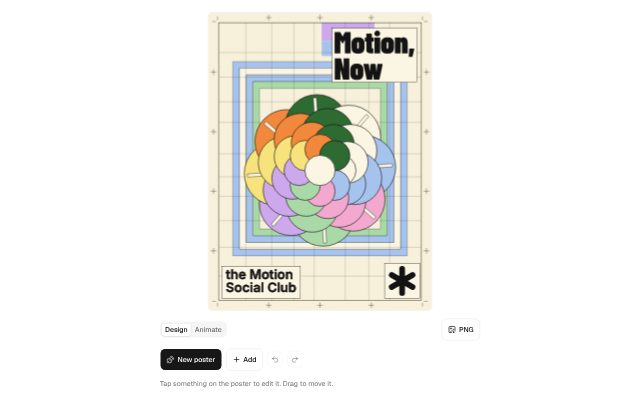 Motion,
Now
the Motion
Social Club
Design
Animate
PNG
New poster
+ Add
Tap something on the poster to edit it. Drag to move it.